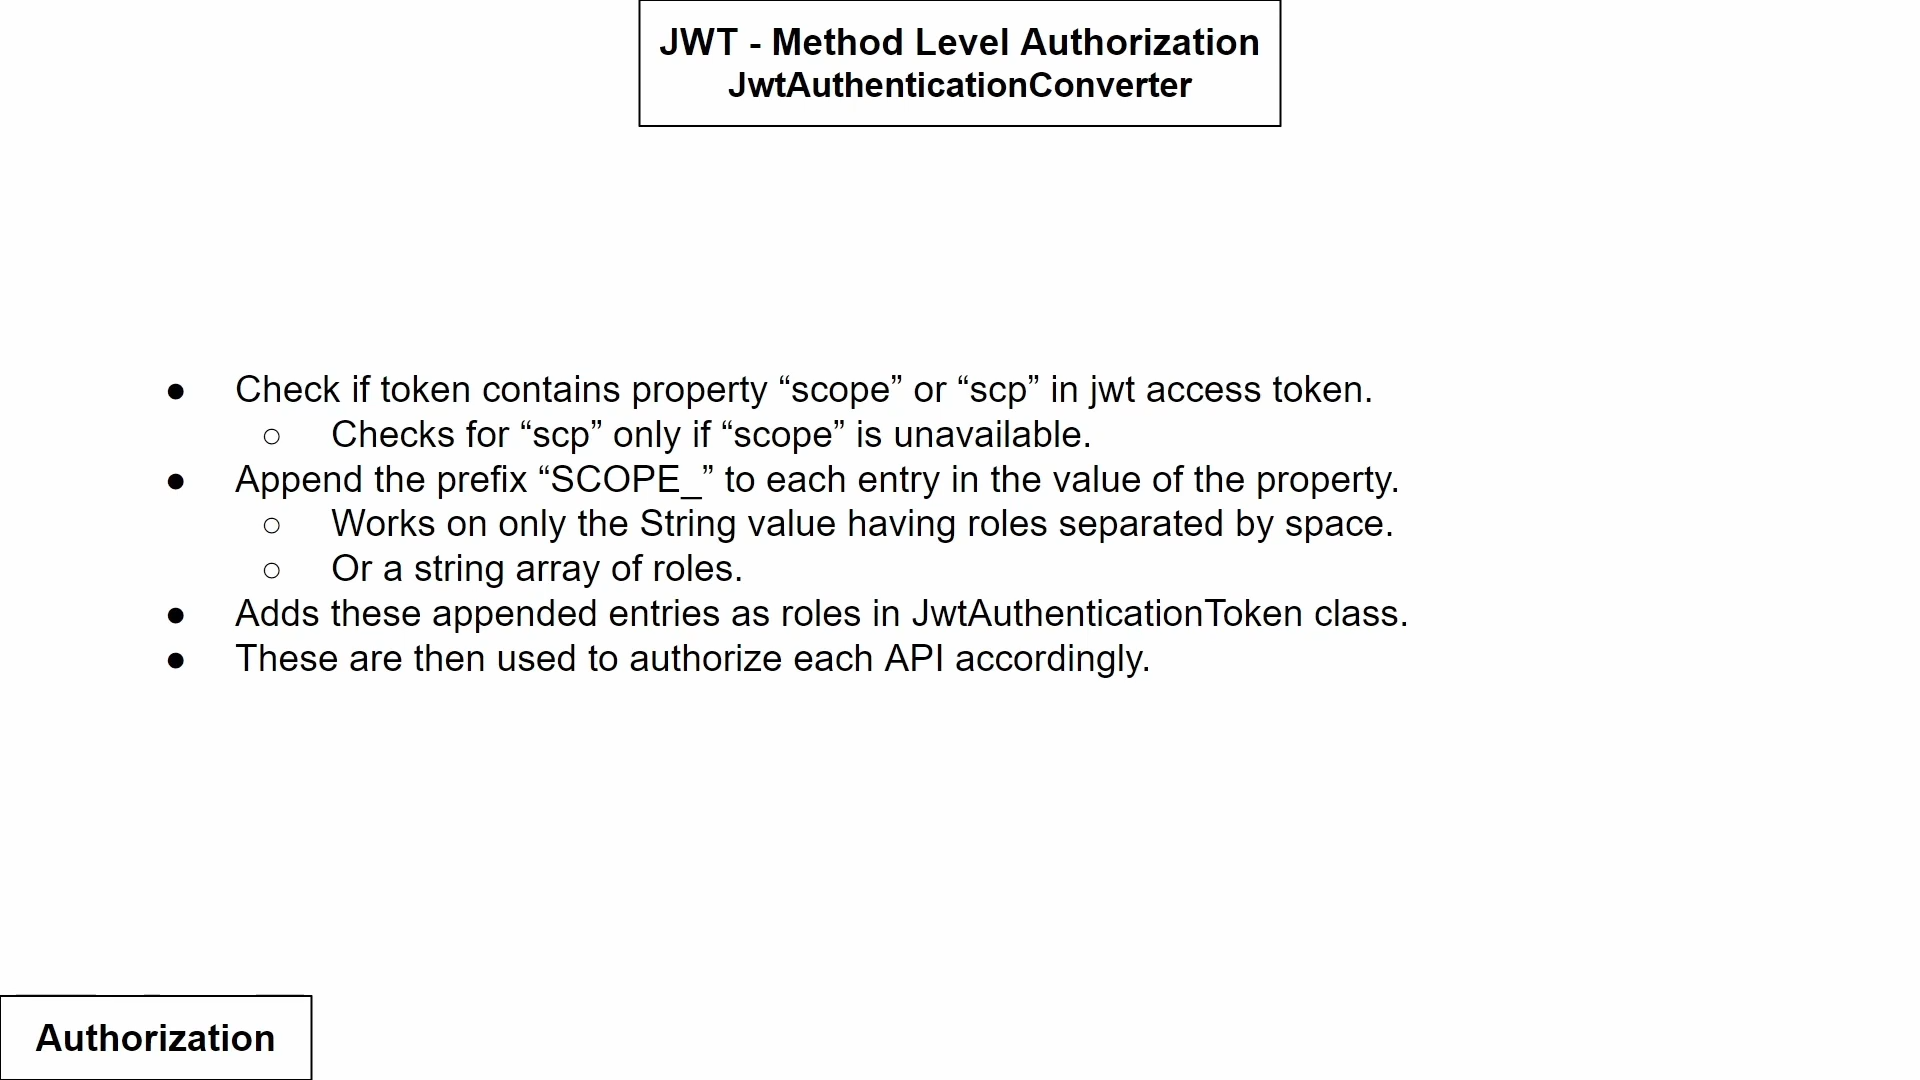 JWT - Method Level Authorization
JwtAuthenticationConverter
● Check if token contains property “scope” or “scp” in jwt access token.
○ Checks for “scp” only if “scope” is unavailable.
● Append the prefix “SCOPE_” to each entry in the value of the property.
○ Works on only the String value having roles separated by space.
○ Or a string array of roles.
● Adds these appended entries as roles in JwtAuthenticationToken class.
● These are then used to authorize each API accordingly.
Authorization